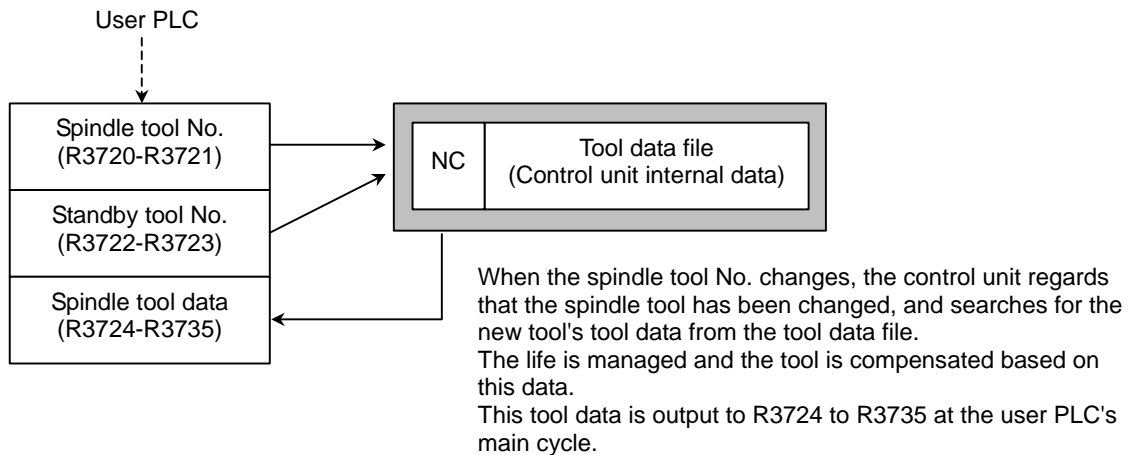 User PLC
Spindle tool No.
(R3720-R3721)
Standby tool No.
(R3722-R3723)
Spindle tool data
(R3724-R3735)
NC
Tool data file
(Control unit internal data)
When the spindle tool No. changes, the control unit regards
that the spindle tool has been changed, and searches for the
new tool's tool data from the tool data file.
The life is managed and the tool is compensated based on
this data.
This tool data is output to R3724 to R3735 at the user PLC's
main cycle.